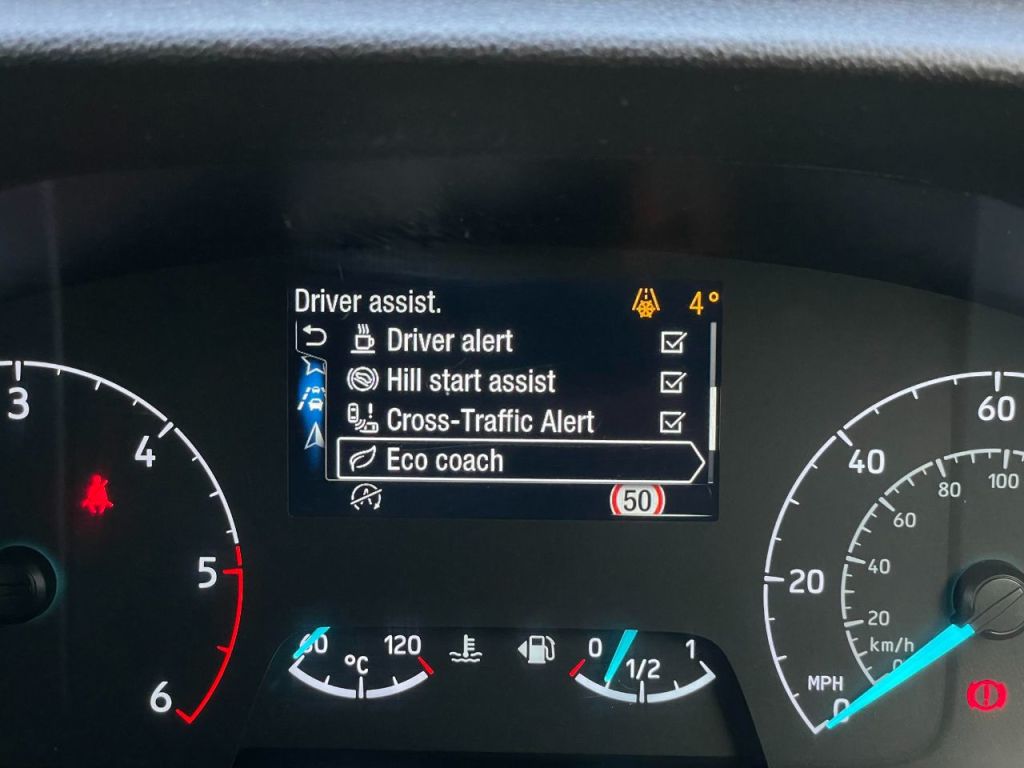 Driver assist.
4°
Driver alert
Hill start assist
Cross-Traffic Alert
Eco coach
50
3
4
5
6
60 120
°C
0 1/2 1
60
40
20
0
MPH
100
80
60
40
20
km/h
0